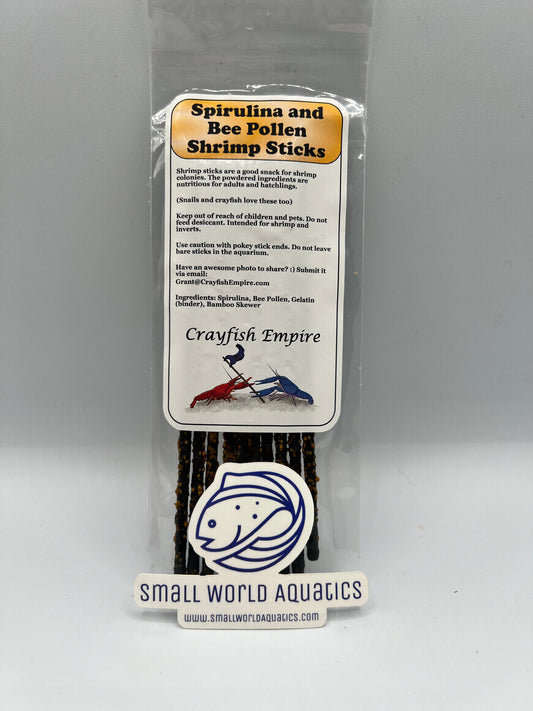 Spirulina and
Bee Pollen
Shrimp Sticks
Shrimp sticks are a good snack for shrimp
colonies. The powdered ingredients are
nutritious for adults and hatchlings.
(Snails and crayfish love these too)
Keep out of reach of children and pets. Do not
feed desiccant. Intended for shrimp and
inverts.
Use caution with pokey stick ends. Do not leave
bare sticks in the aquarium.
Have an awesome photo to share? :) Submit it
via email:
Grant@CrayfishEmpire.com
Ingredients: Spirulina, Bee Pollen, Gelatin
(binder), Bamboo Skewer
Crayfish Empire
SMALL WORLD AQUATICS
WWW.SMALLWORLDAQUATICS.COM